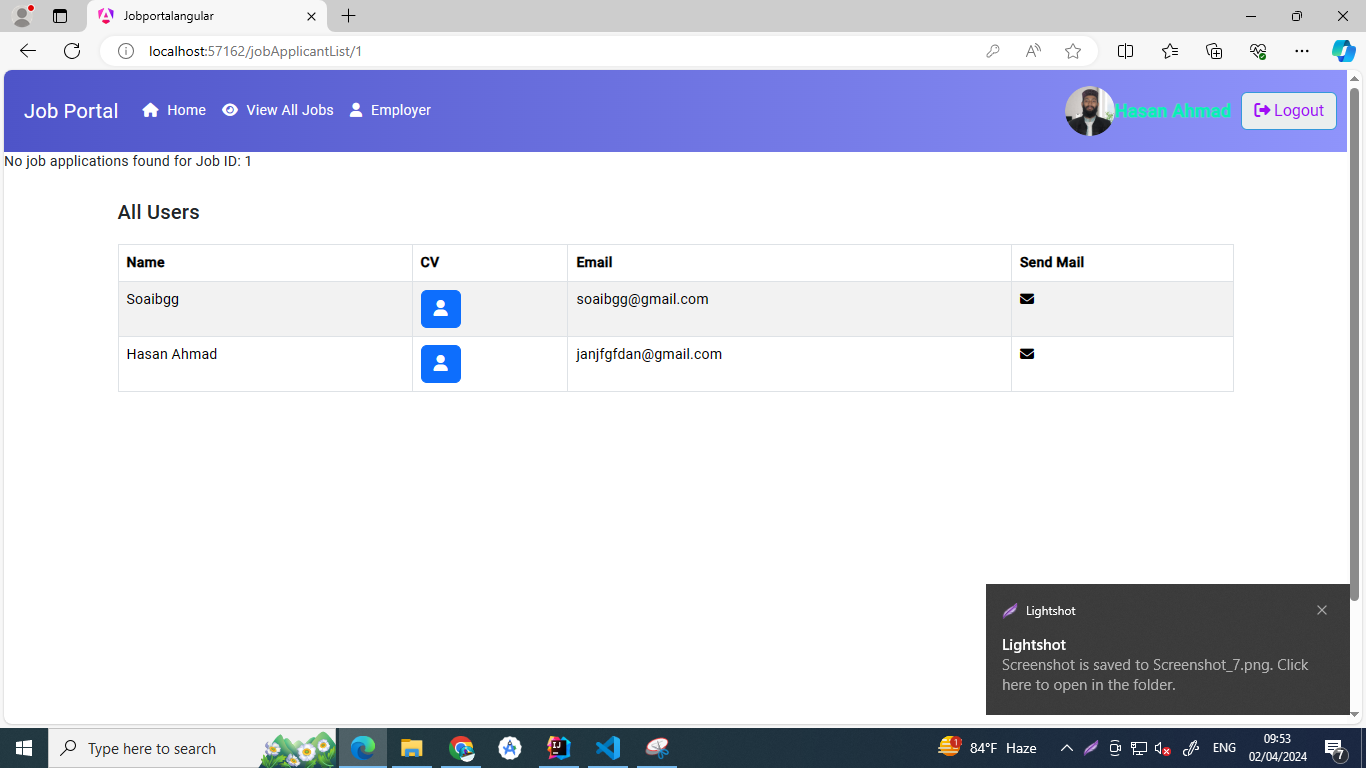 Jobportalangular
localhost:57162/jobApplicantList/1
Job Portal Home View All Jobs Employer Hasan Ahmad Logout
No job applications found for Job ID: 1
All Users
Name CV Email Send Mail
Soaibgg soaibgg@gmail.com
Hasan Ahmad janjfgfdan@gmail.com
Lightshot
Lightshot
Screenshot is saved to Screenshot_7.png. Click
here to open in the folder.
Type here to search
1 84°F Haze ENG 09:53
02/04/2024
7